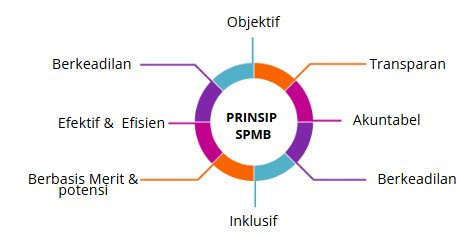 Objektif
Berkeadilan
Transparan
PRINSIP
SPMB
Efektif & Efisien
Akuntabel
Berbasis Merit &
potensi
Berkeadilan
Inklusif